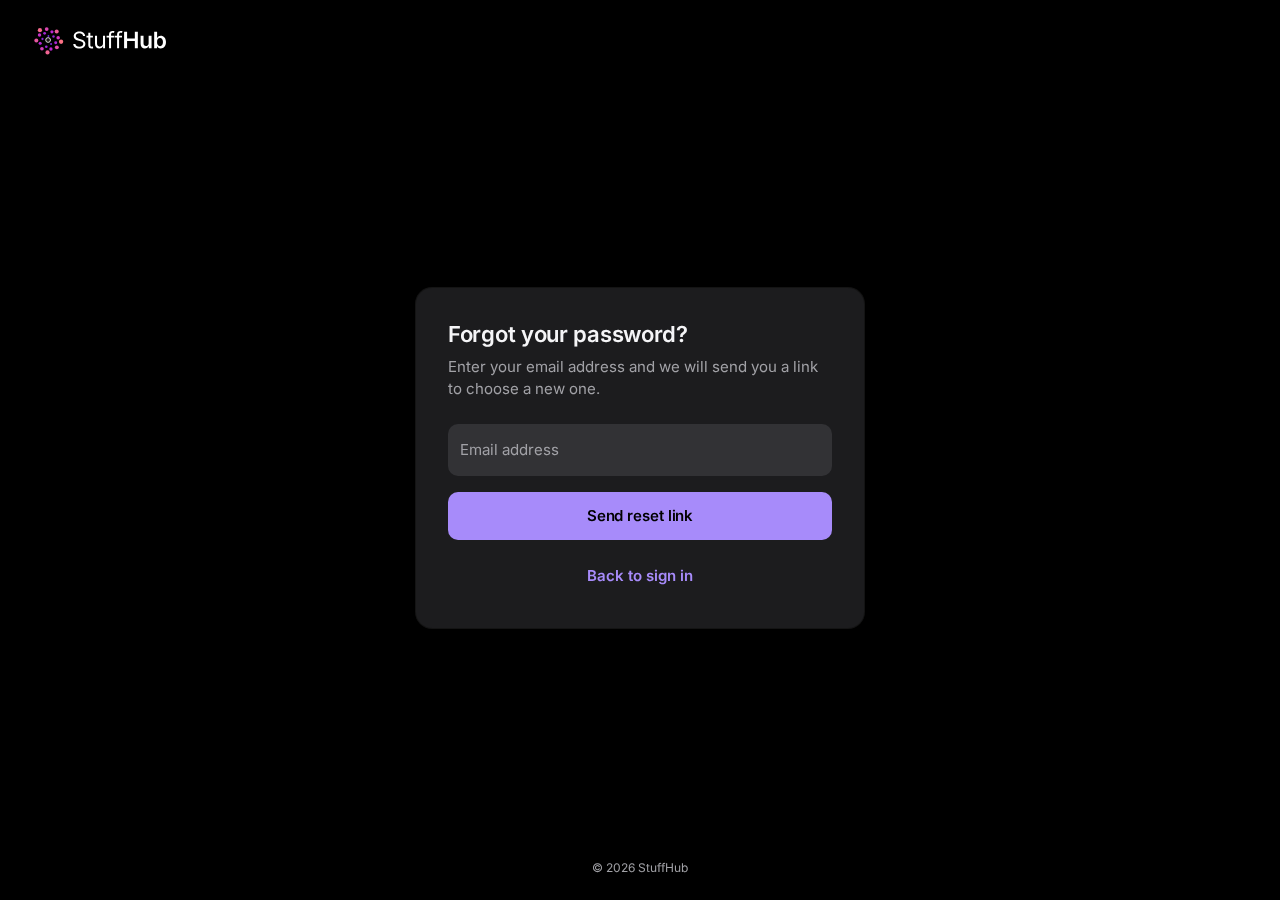 StuffHub
Forgot your password?
Enter your email address and we will send you a link
to choose a new one.
Email address
Send reset link
Back to sign in
© 2026 StuffHub